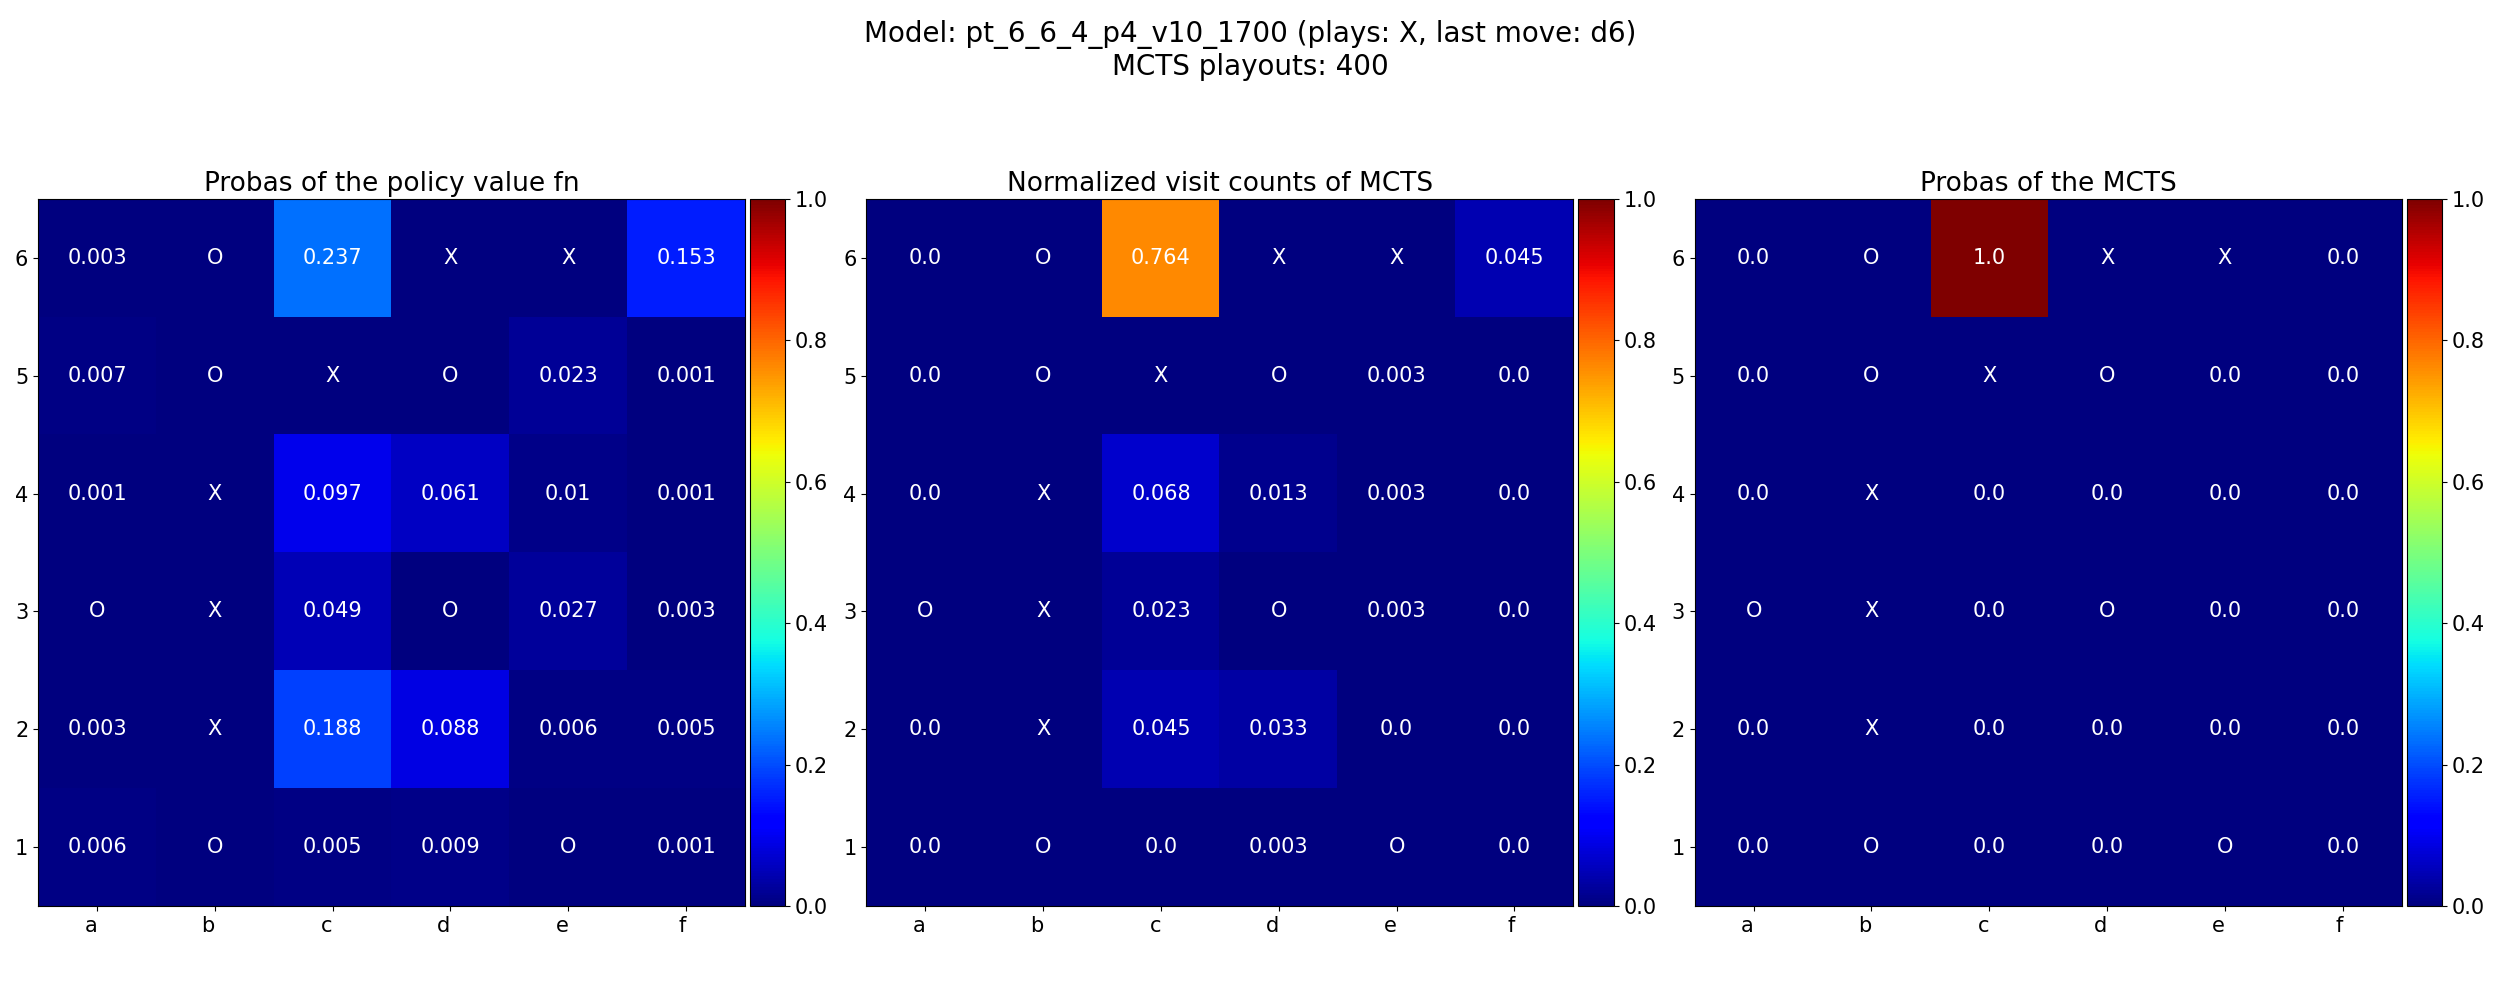 Model: pt_6_6_4_p4_v10_1700 (plays: X, last move: d6)
MCTS playouts: 400
Probas of the policy value fn
6 0.003 O 0.237 X X 0.153
5 0.007 O X O 0.023 0.001
4 0.001 X 0.097 0.061 0.01 0.001
3 O X 0.049 O 0.027 0.003
2 0.003 X 0.188 0.088 0.006 0.005
1 0.006 O 0.005 0.009 O 0.001
a b c d e f
1.0
0.8
0.6
0.4
0.2
0.0
Normalized visit counts of MCTS
6 0.0 O 0.764 X X 0.045
5 0.0 O X O 0.003 0.0
4 0.0 X 0.068 0.013 0.003 0.0
3 O X 0.023 O 0.003 0.0
2 0.0 X 0.045 0.033 0.0 0.0
1 0.0 O 0.0 0.003 O 0.0
a b c d e f
1.0
0.8
0.6
0.4
0.2
0.0
Probas of the MCTS
6 0.0 O 1.0 X X 0.0
5 0.0 O X O 0.0 0.0
4 0.0 X 0.0 0.0 0.0 0.0
3 O X 0.0 O 0.0 0.0
2 0.0 X 0.0 0.0 0.0 0.0
1 0.0 O 0.0 0.0 O 0.0
a b c d e f
1.0
0.8
0.6
0.4
0.2
0.0